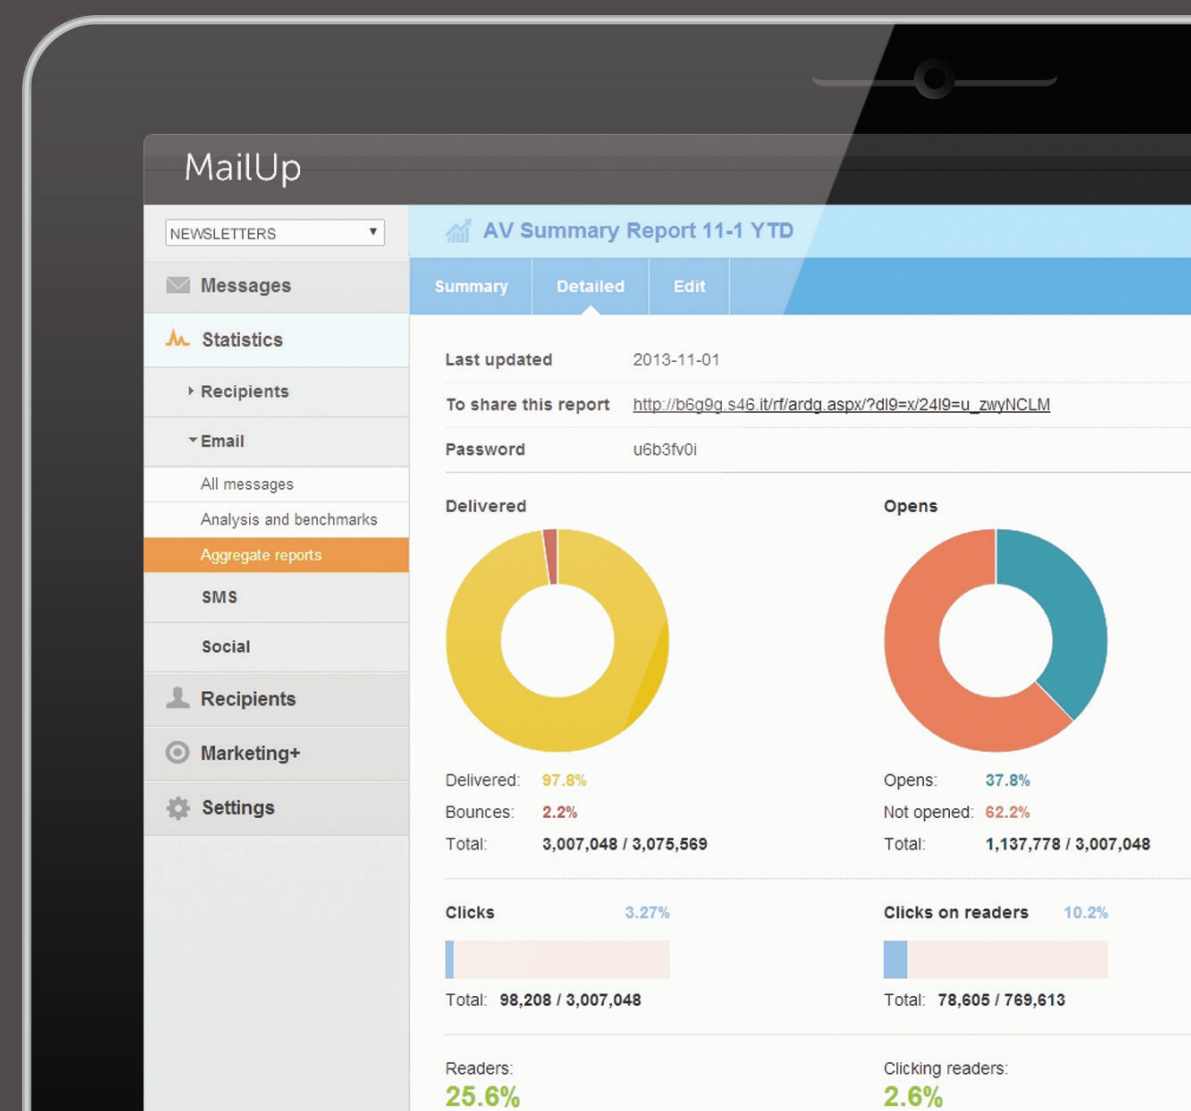 MailUp
NEWSLETTERS
AV Summary Report 11-1 YTD
Messages
Summary Detailed Edit
Statistics
Last updated 2013-11-01
Recipients
To share this report http://b6g9g.s46.it/rf/ardg.aspx/?dl9=x/24l9=u_zwyNCLM
Email
Password u6b3fv0i
All messages
Delivered Opens
Analysis and benchmarks
Aggregate reports
SMS
Social
Recipients
Marketing+
Settings
Delivered: 97.8% Opens: 37.8%
Bounces: 2.2% Not opened: 62.2%
Total: 3,007,048 / 3,075,569 Total: 1,137,778 / 3,007,048
Clicks 3.27% Clicks on readers 10.2%
Total: 98,208 / 3,007,048 Total: 78,605 / 769,613
Readers: Clicking readers:
25.6% 2.6%